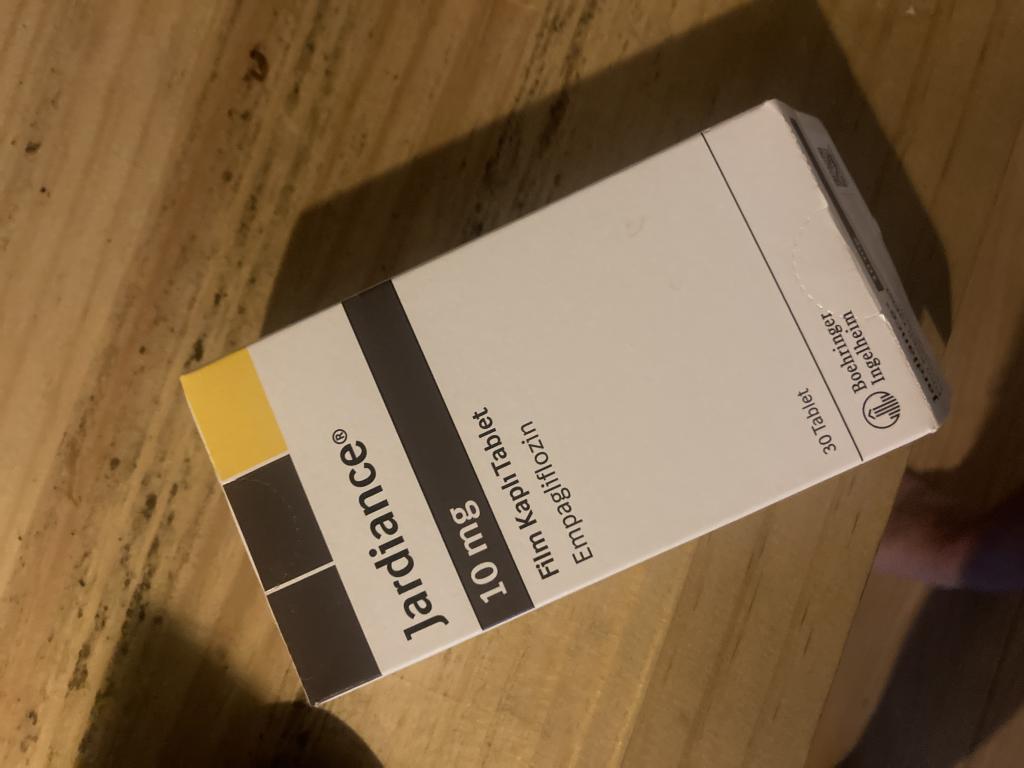 Jardiance®
10 mg
Film Kaplı Tablet
Empagliflozin
30 Tablet
Boehringer
Ingelheim